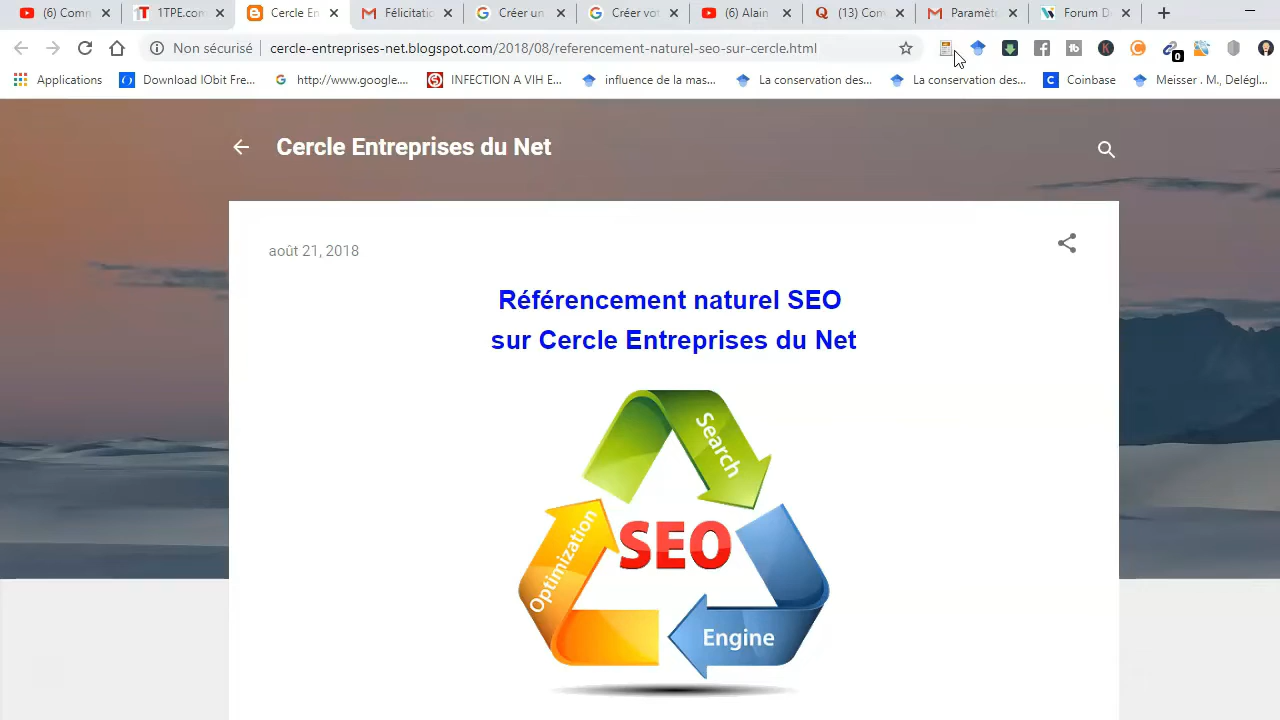 (6) Comm
1TPE.com
Cercle En
Félicitatio
Créer un
Créer vot
(6) Alain
(13) Com
Paramètr
Forum D
Non sécurisé
cercle-entreprises-net.blogspot.com/2018/08/referencement-naturel-seo-sur-cercle.html
0
Applications
Download IObit Fre...
http://www.google....
INFECTION A VIH E...
influence de la mas...
La conservation des...
La conservation des...
Coinbase
Meisser . M., Delégl...
Cercle Entreprises du Net
août 21, 2018
Référencement naturel SEO
sur Cercle Entreprises du Net
Search
SEO
Optimization
Engine